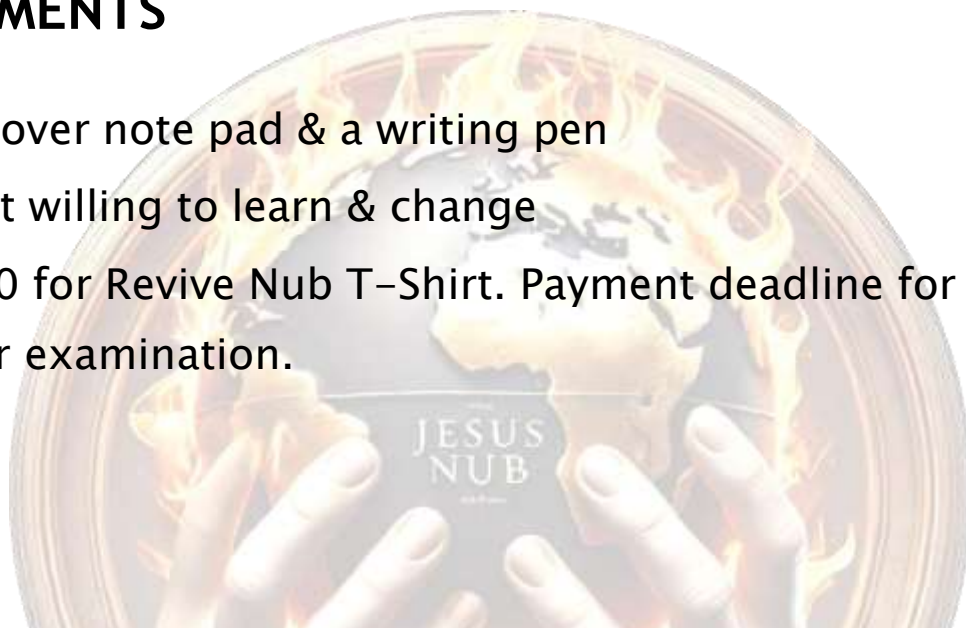 MENTS
over note pad & a writing pen
t willing to learn & change
0 for Revive Nub T-Shirt. Payment deadline for
r examination.
JESUS
NUB